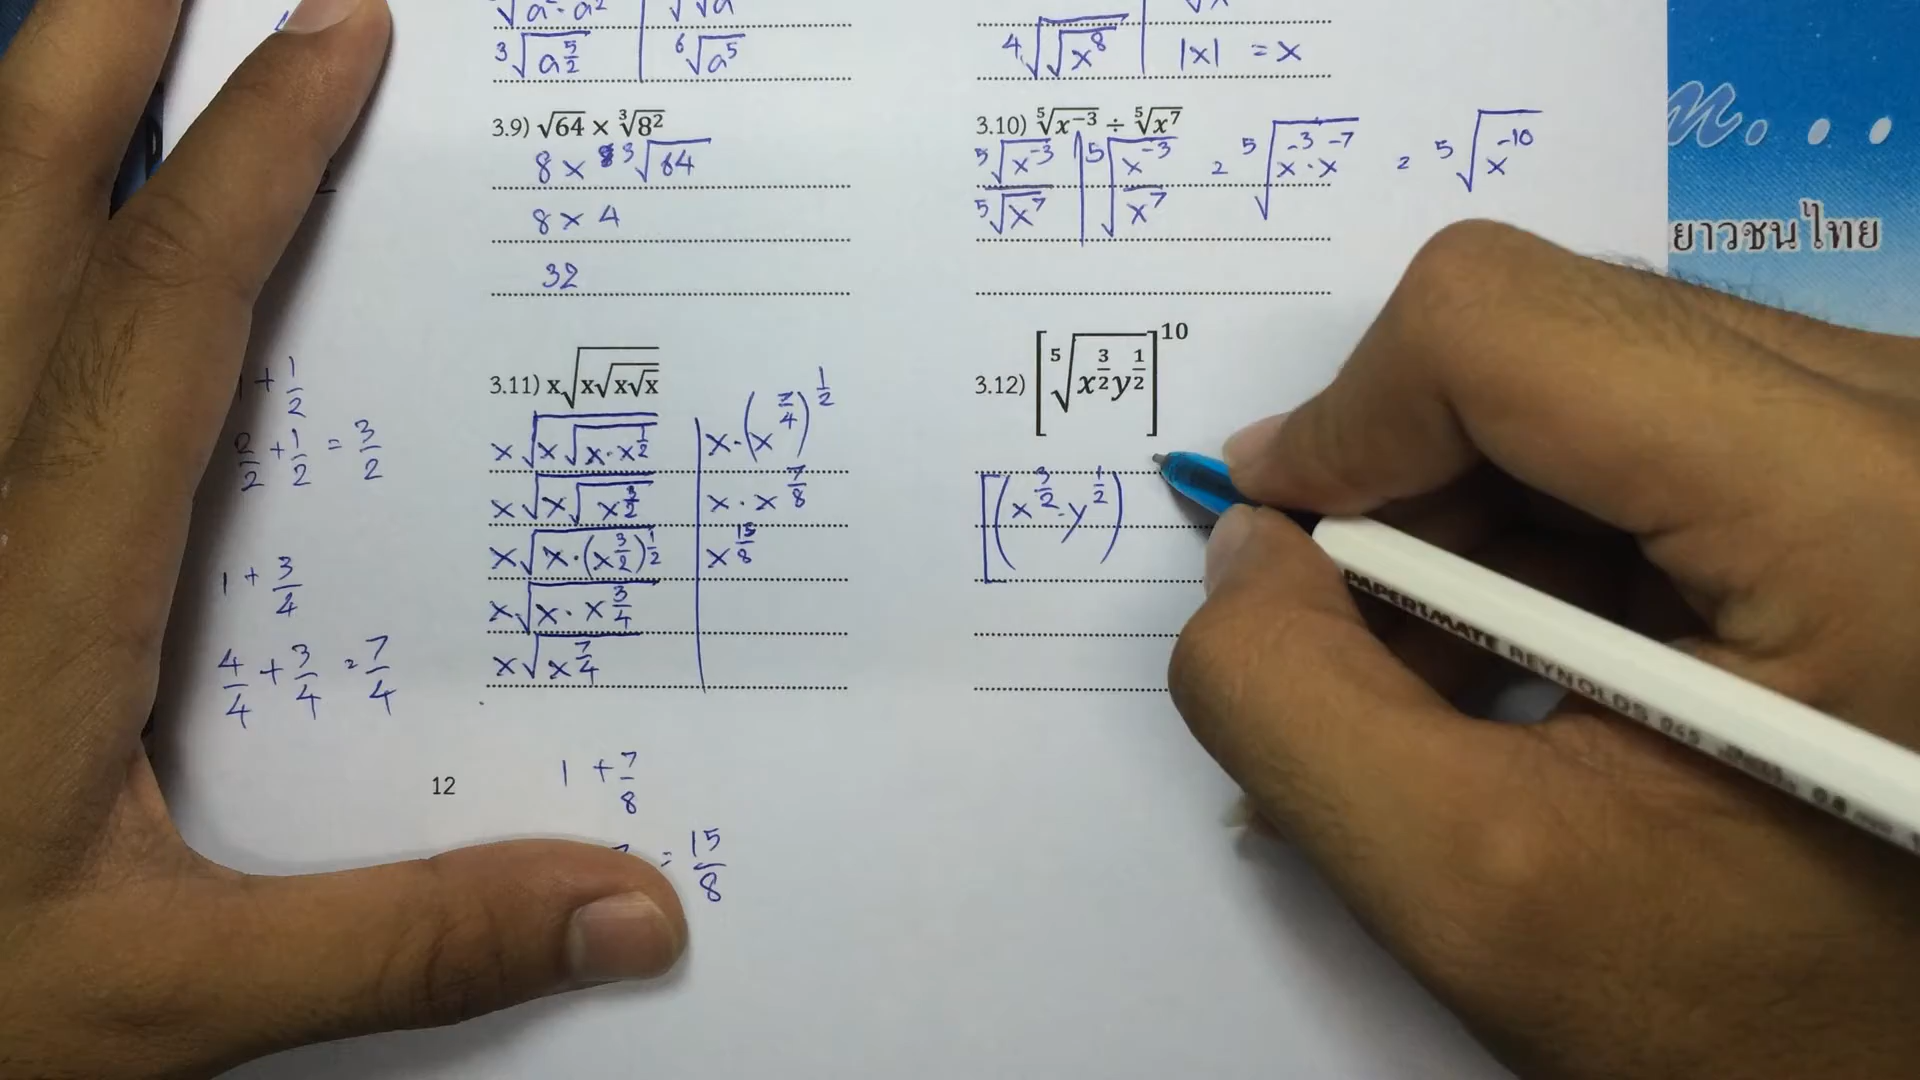 ∛(a^(5/2)) | ⁶√(a⁵)
3.9) √64 × ∛(8²)
8 × ∛64
8 × 4
32
3.11) x√(x√(x√x))
x√(x√(x·x^(1/2))) | x·(x^(7/4))^(1/2)
x√(x√(x^(3/2))) | x · x^(7/8)
x√(x·(x^(3/2))^(1/2)) | x^(15/8)
x√(x · x^(3/4))
x√(x^(7/4))
1 + 1/2
2/2 + 1/2 = 3/2
1 + 3/4
4/4 + 3/4 = 7/4
1 + 7/8
= 15/8
12
⁴√(√(x⁸)) | |x| = x
3.10) ⁵√(x⁻³) ÷ ⁵√(x⁷)
⁵√(x⁻³)/⁵√(x⁷) | ⁵√(x⁻³/x⁷) = ⁵√(x⁻³·x⁻⁷) = ⁵√(x⁻¹⁰)
3.12) [⁵√(x^(3/2)y^(1/2))]¹⁰
[(x^(3/2)·y^(1/2))
ยาวชนไทย
PAPER:MATE REYNOLDS 045